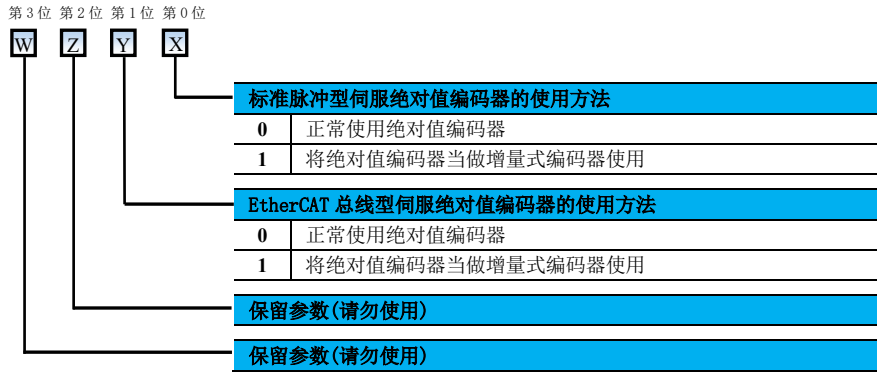 第3位 第2位 第1位 第0位
W Z Y X
标准脉冲型伺服绝对值编码器的使用方法
0 正常使用绝对值编码器
1 将绝对值编码器当做增量式编码器使用
EtherCAT 总线型伺服绝对值编码器的使用方法
0 正常使用绝对值编码器
1 将绝对值编码器当做增量式编码器使用
保留参数(请勿使用)
保留参数(请勿使用)